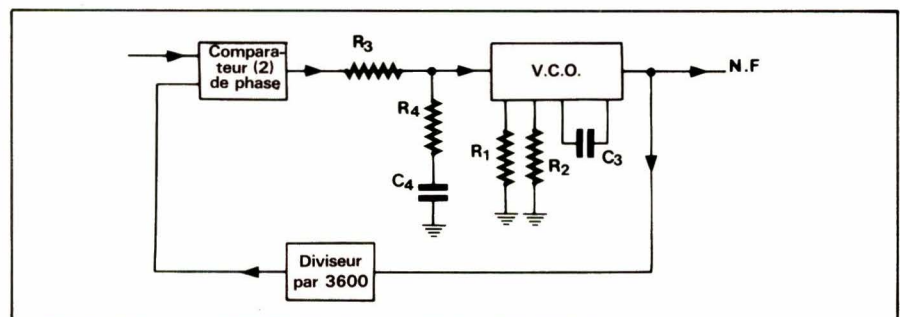 Compara-
teur (2)
de phase
R3
V.C.O.
N.F
R4
R1
R2
C3
C4
Diviseur
par 3600